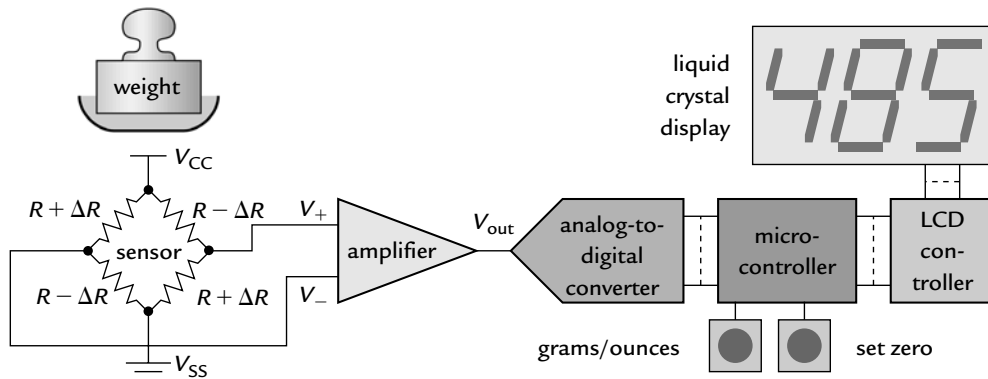 weight
liquid
crystal
display
485
V_CC
R + ΔR
R − ΔR
sensor
R − ΔR
R + ΔR
V_SS
V_+
V_−
amplifier
V_out
analog-to-
digital
converter
micro-
controller
LCD
con-
troller
grams/ounces
set zero